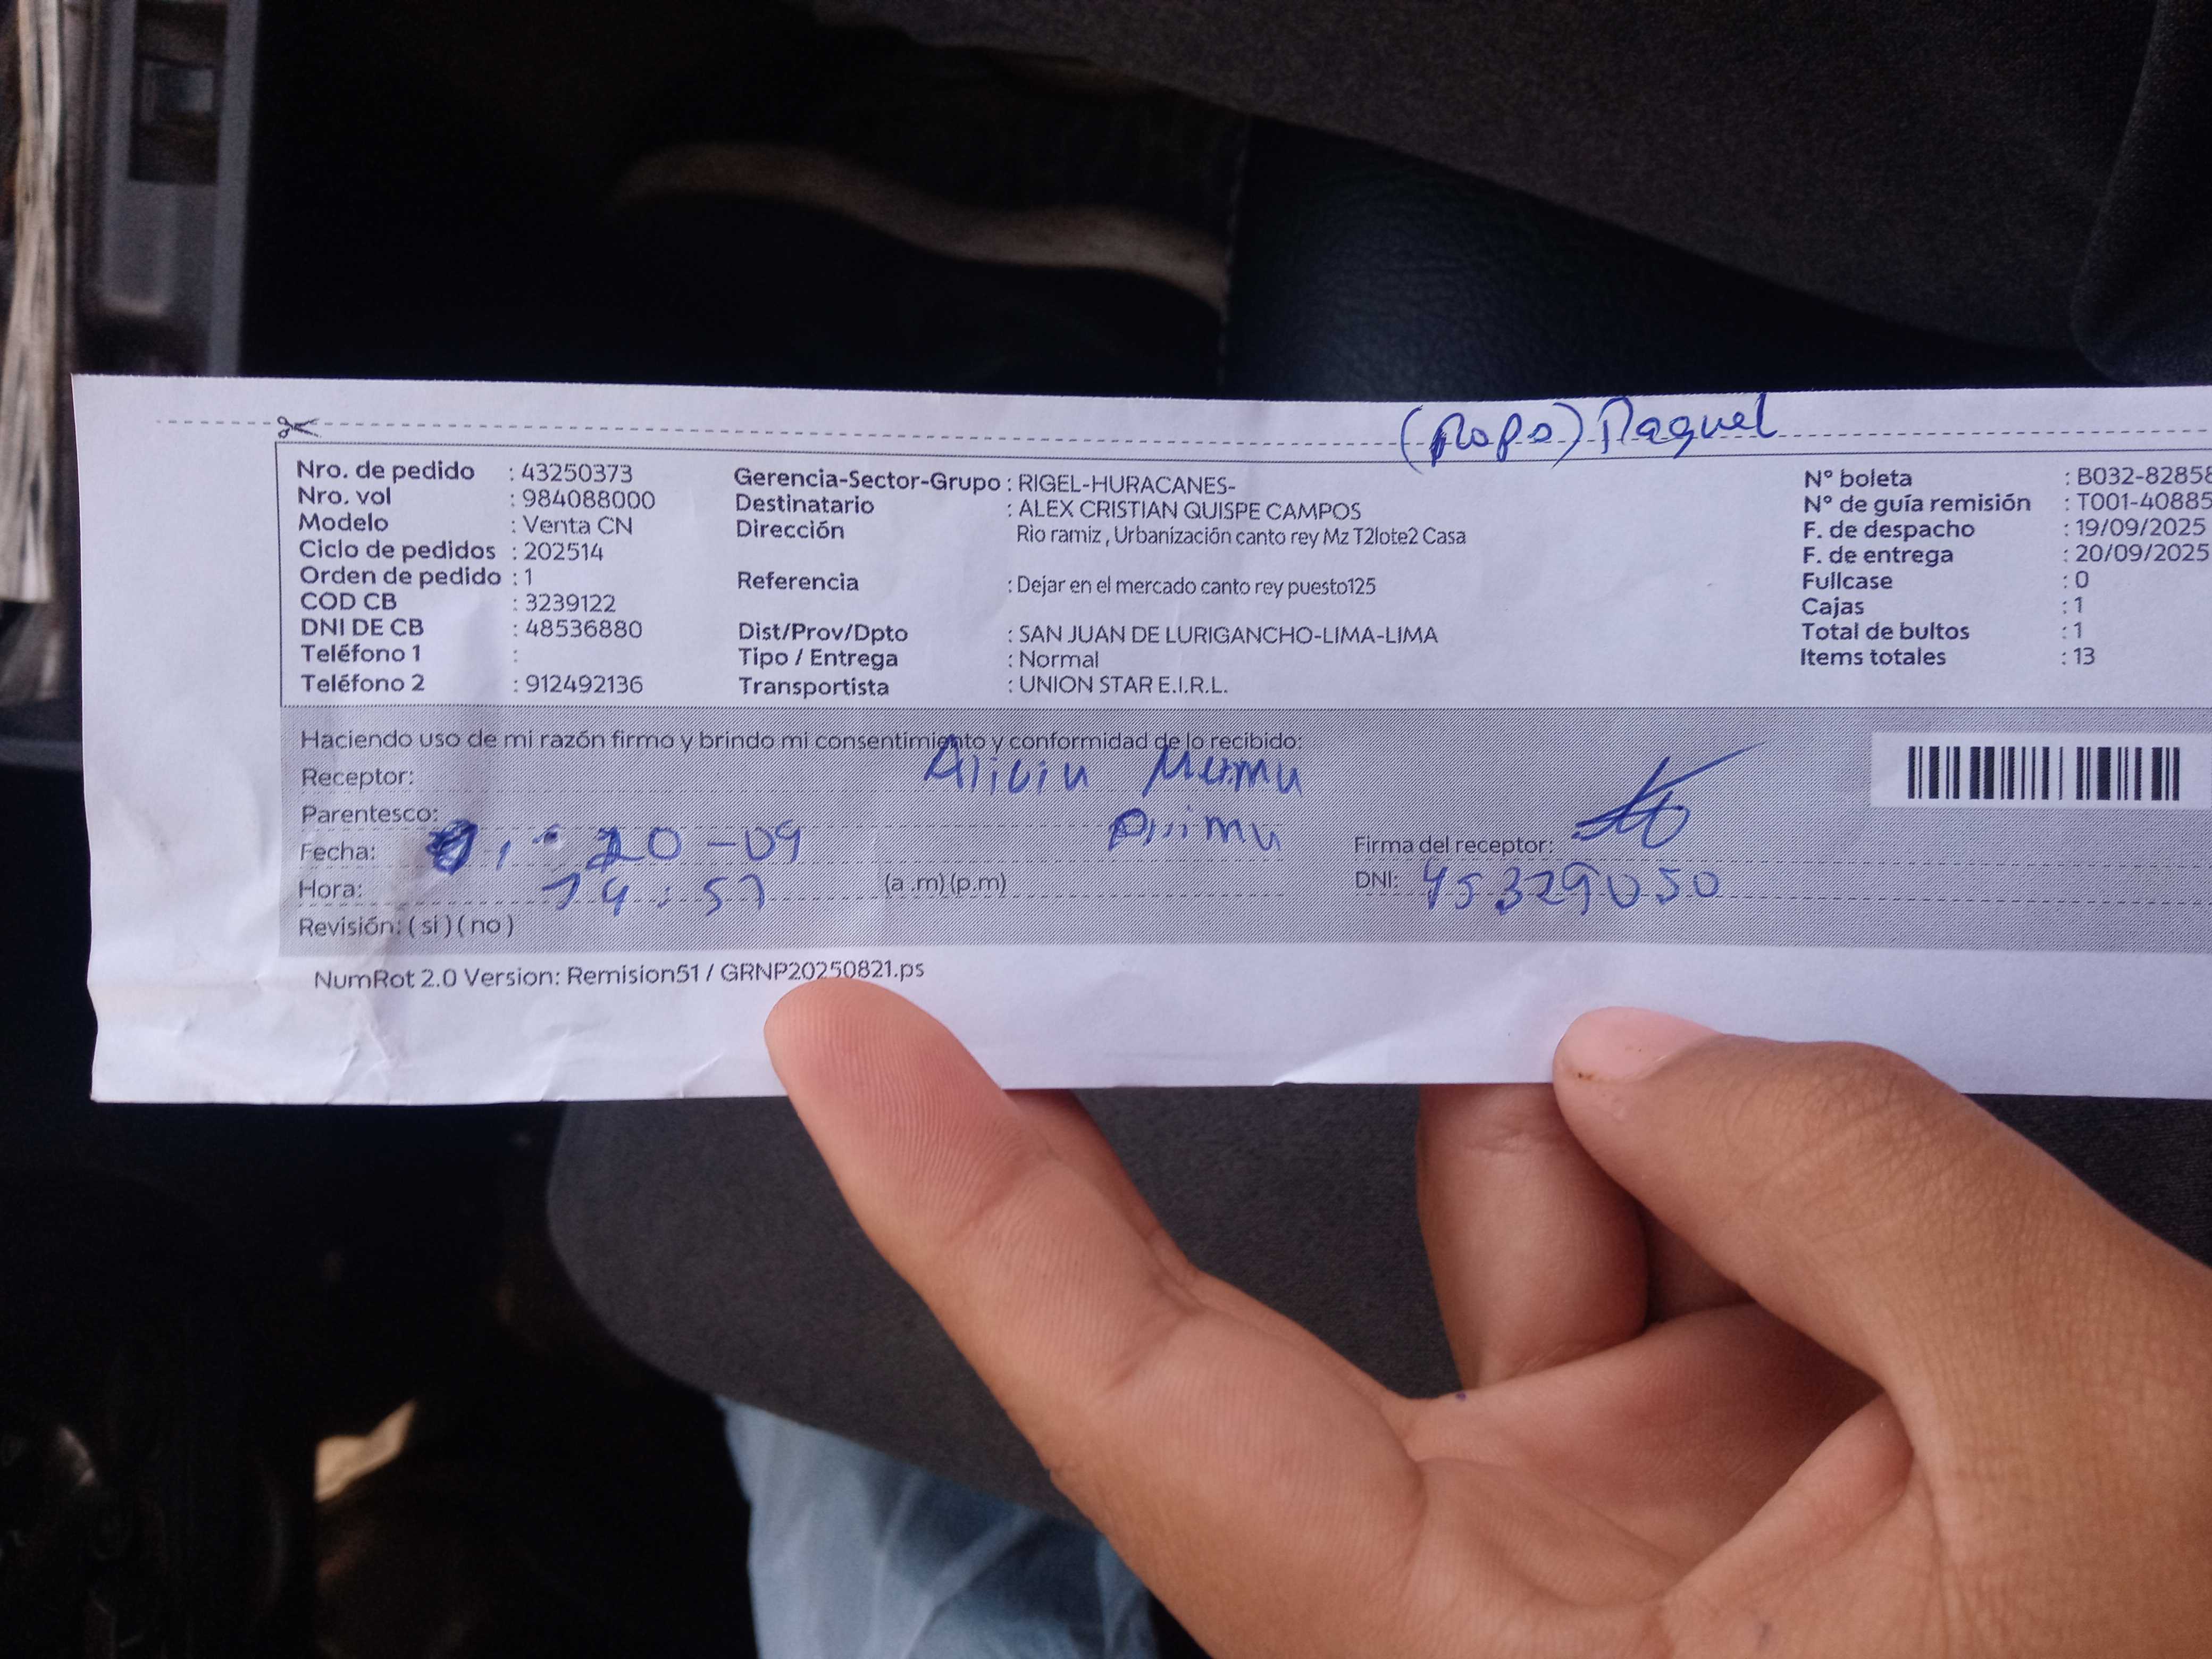 (Ropa) Raquel
Nro. de pedido : 43250373
Nro. vol : 984088000
Modelo : Venta CN
Ciclo de pedidos : 202514
Orden de pedido : 1
COD CB : 3239122
DNI DE CB : 48536880
Teléfono 1 :
Teléfono 2 : 912492136
Gerencia-Sector-Grupo : RIGEL-HURACANES-
Destinatario : ALEX CRISTIAN QUISPE CAMPOS
Dirección Rio ramiz , Urbanización canto rey Mz T2lote2 Casa
Referencia : Dejar en el mercado canto rey puesto125
Dist/Prov/Dpto : SAN JUAN DE LURIGANCHO-LIMA-LIMA
Tipo / Entrega : Normal
Transportista : UNION STAR E.I.R.L.
N° boleta : B032-82858
N° de guía remisión : T001-40885
F. de despacho : 19/09/2025
F. de entrega : 20/09/2025
Fullcase : 0
Cajas : 1
Total de bultos : 1
Items totales : 13
Haciendo uso de mi razón firmo y brindo mi consentimiento y conformidad de lo recibido:
Receptor: Alicia
Parentesco:
Fecha: 20-09
Firma del receptor:
Hora: 14:57 (a .m) (p.m)
DNI: 45329050
Revisión: ( si ) ( no )
NumRot 2.0 Version: Remision51 / GRNP20250821.ps